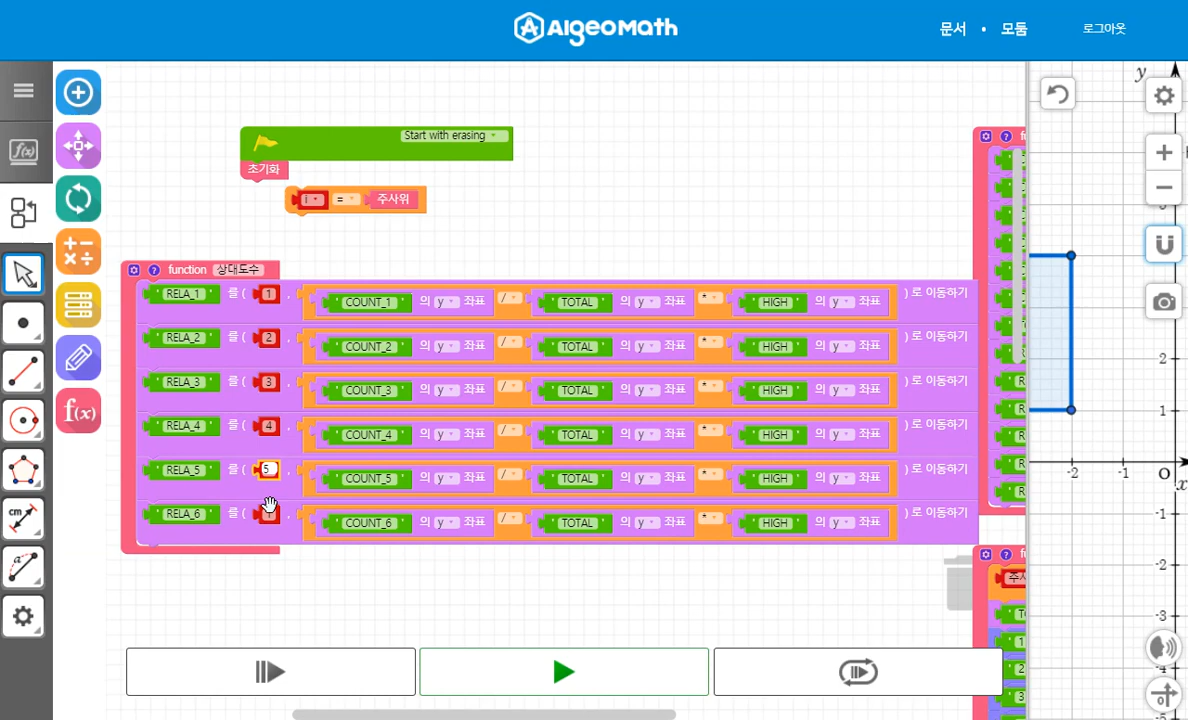 AlgeoMath
문서 • 모둠
로그아웃
y
f(x)
Start with erasing
초기화
i = 주사위
function 상대도수
' RELA_1 ' 를 ( 1 , ' COUNT_1 ' 의 y 좌표 / ' TOTAL ' 의 y 좌표 * ' HIGH ' 의 y 좌표 ) 로 이동하기
' RELA_2 ' 를 ( 2 , ' COUNT_2 ' 의 y 좌표 / ' TOTAL ' 의 y 좌표 * ' HIGH ' 의 y 좌표 ) 로 이동하기
' RELA_3 ' 를 ( 3 , ' COUNT_3 ' 의 y 좌표 / ' TOTAL ' 의 y 좌표 * ' HIGH ' 의 y 좌표 ) 로 이동하기
' RELA_4 ' 를 ( 4 , ' COUNT_4 ' 의 y 좌표 / ' TOTAL ' 의 y 좌표 * ' HIGH ' 의 y 좌표 ) 로 이동하기
' RELA_5 ' 를 ( 5 , ' COUNT_5 ' 의 y 좌표 / ' TOTAL ' 의 y 좌표 * ' HIGH ' 의 y 좌표 ) 로 이동하기
' RELA_6 ' 를 ( 1 , ' COUNT_6 ' 의 y 좌표 / ' TOTAL ' 의 y 좌표 * ' HIGH ' 의 y 좌표 ) 로 이동하기
f(x)
cm
a
2
1
-2 -1 O x
-1
-2
-3
-4